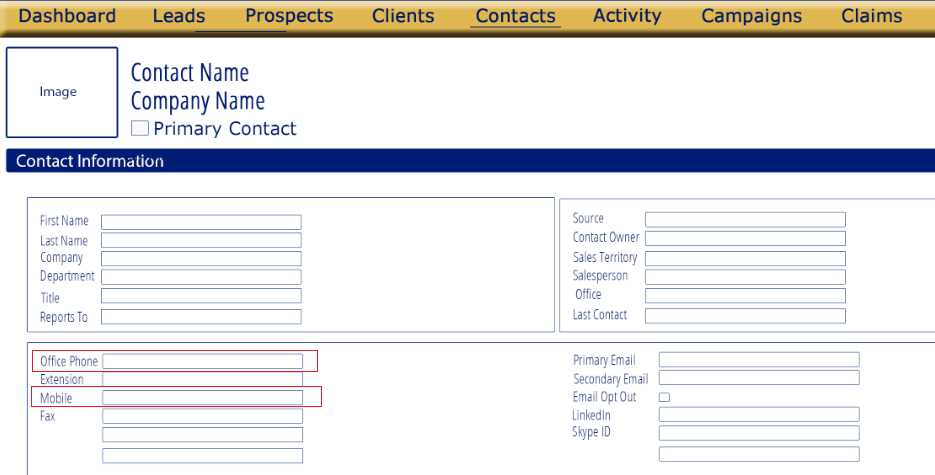 Dashboard Leads Prospects Clients Contacts Activity Campaigns Claims
Image
Contact Name
Company Name
Primary Contact
Contact Information
First Name
Last Name
Company
Department
Title
Reports To
Source
Contact Owner
Sales Territory
Salesperson
Office
Last Contact
Office Phone
Extension
Mobile
Fax
Primary Email
Secondary Email
Email Opt Out
LinkedIn
Skype ID